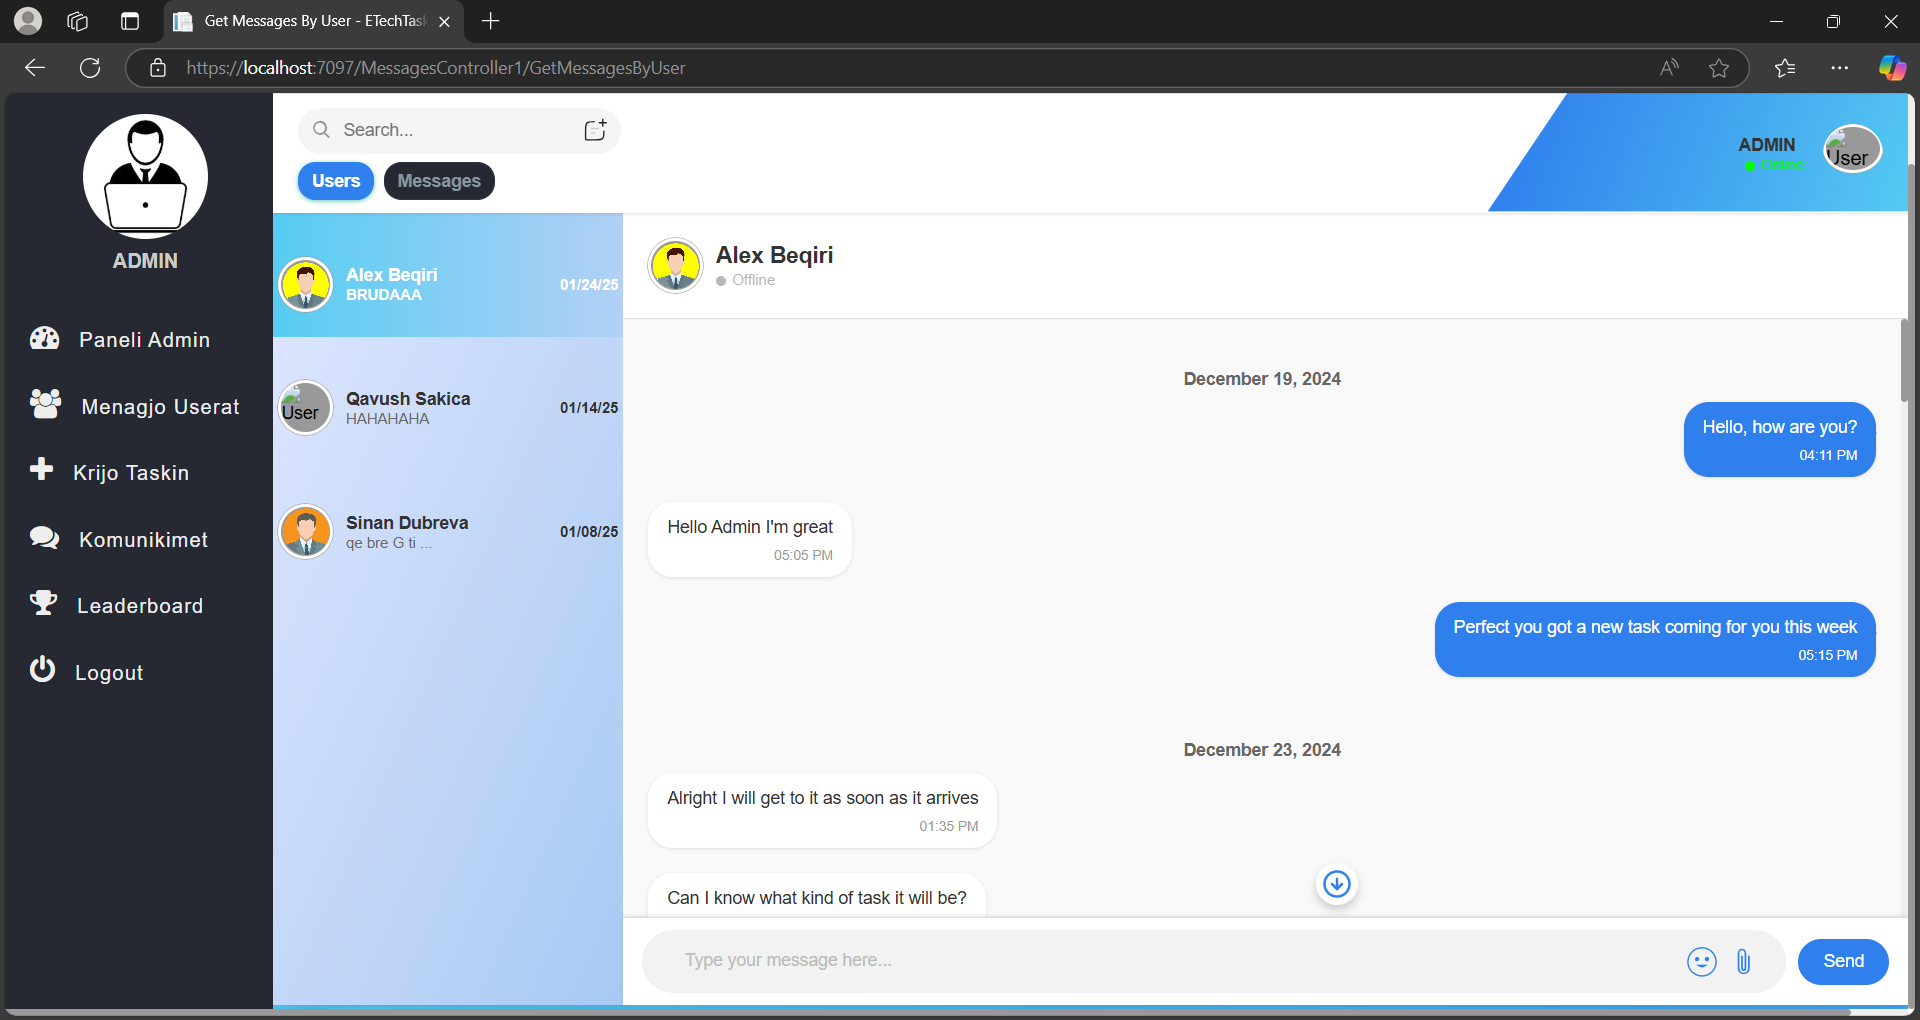 Get Messages By User - ETechTas
https://localhost:7097/MessagesController1/GetMessagesByUser
ADMIN
Paneli Admin
Menagjo Userat
Krijo Taskin
Komunikimet
Leaderboard
Logout
Search...
Users
Messages
ADMIN
Online
User
Alex Beqiri
BRUDAAA
01/24/25
User
Qavush Sakica
HAHAHAHA
01/14/25
Sinan Dubreva
qe bre G ti ...
01/08/25
Alex Beqiri
Offline
December 19, 2024
Hello, how are you?
04:11 PM
Hello Admin I'm great
05:05 PM
Perfect you got a new task coming for you this week
05:15 PM
December 23, 2024
Alright I will get to it as soon as it arrives
01:35 PM
Can I know what kind of task it will be?
Type your message here...
Send